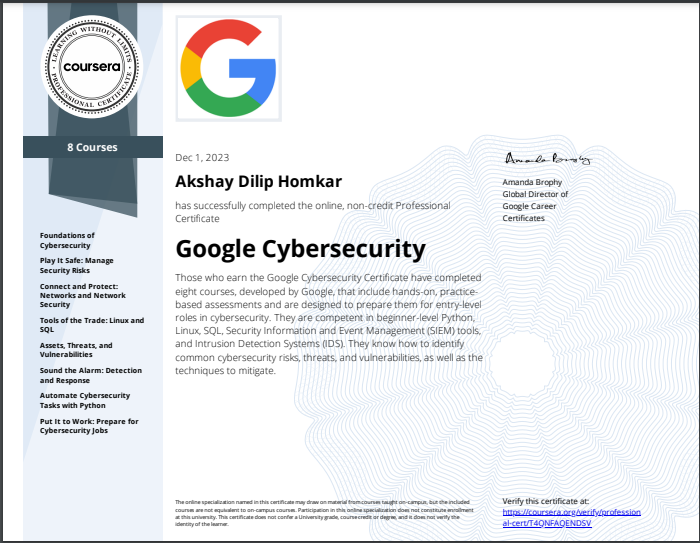 LEARNING WITHOUT LIMITS
coursera
PROFESSIONAL CERTIFICATE
8 Courses
Foundations of
Cybersecurity
Play It Safe: Manage
Security Risks
Connect and Protect:
Networks and Network
Security
Tools of the Trade: Linux and
SQL
Assets, Threats, and
Vulnerabilities
Sound the Alarm: Detection
and Response
Automate Cybersecurity
Tasks with Python
Put It to Work: Prepare for
Cybersecurity Jobs
G
Dec 1, 2023
Akshay Dilip Homkar
has successfully completed the online, non-credit Professional
Certificate
Google Cybersecurity
Those who earn the Google Cybersecurity Certificate have completed
eight courses, developed by Google, that include hands-on, practice-
based assessments and are designed to prepare them for entry-level
roles in cybersecurity. They are competent in beginner-level Python,
Linux, SQL, Security Information and Event Management (SIEM) tools,
and Intrusion Detection Systems (IDS). They know how to identify
common cybersecurity risks, threats, and vulnerabilities, as well as the
techniques to mitigate.
Amanda Brophy
Amanda Brophy
Global Director of
Google Career
Certificates
The online specialization named in this certificate may draw on material from courses taught on-campus, but the included
courses are not equivalent to on-campus courses. Participation in this online specialization does not constitute enrollment
at this university. This certificate does not confer a University grade, course credit or degree, and it does not verify the
identity of the learner.
Verify this certificate at:
https://coursera.org/verify/profession
al-cert/T4QNFAQENDSV